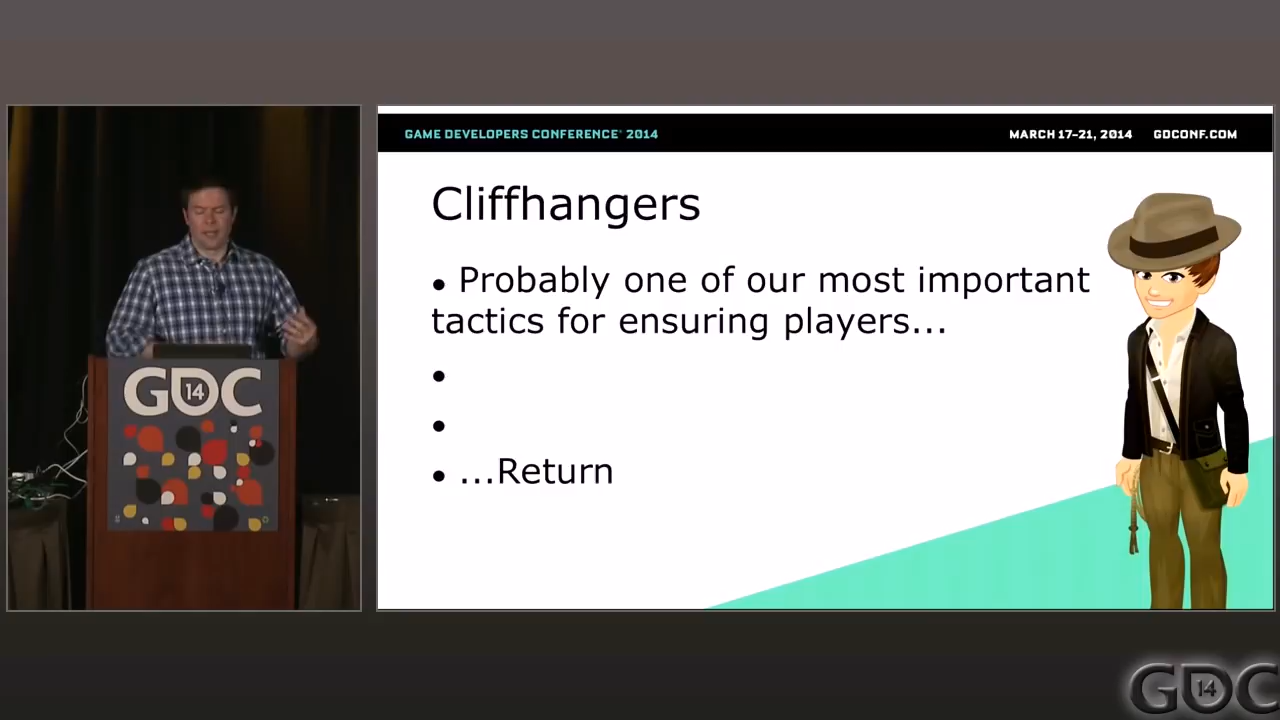 GAME DEVELOPERS CONFERENCE® 2014
MARCH 17-21, 2014 GDCONF.COM
Cliffhangers
• Probably one of our most important
tactics for ensuring players...
•
•
• ...Return
GDC
14
GDC
14